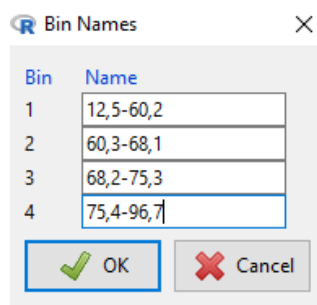 Bin Names
Bin Name
1 12,5-60,2
2 60,3-68,1
3 68,2-75,3
4 75,4-96,7
OK Cancel